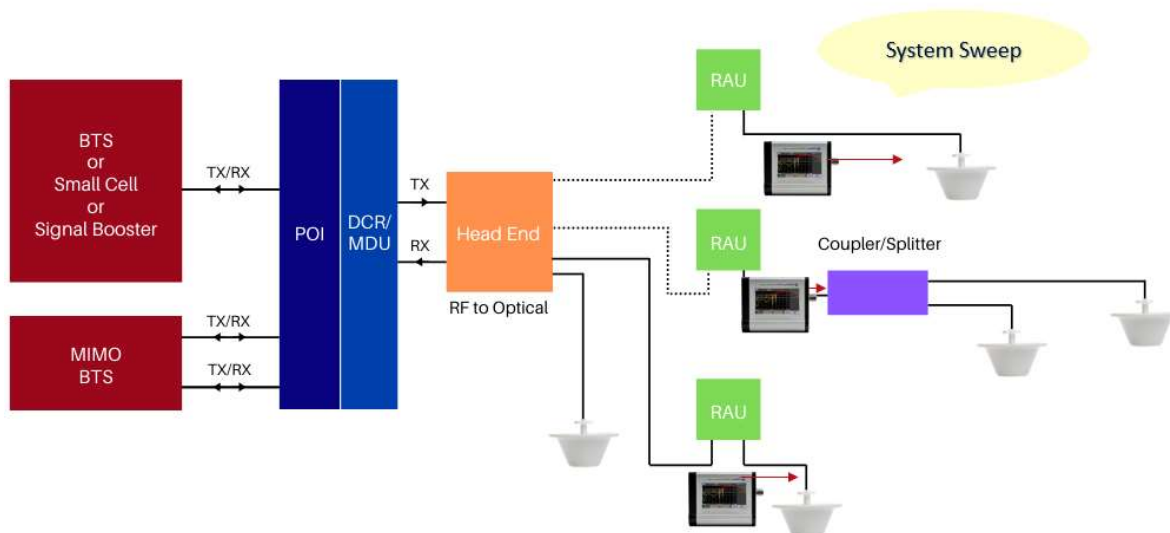 System Sweep
RAU
BTS
or
Small Cell
or
Signal Booster
TX/RX
POI
DCR/
MDU
TX
RX
Head End
RF to Optical
RAU
Coupler/Splitter
MIMO
BTS
TX/RX
TX/RX
RAU